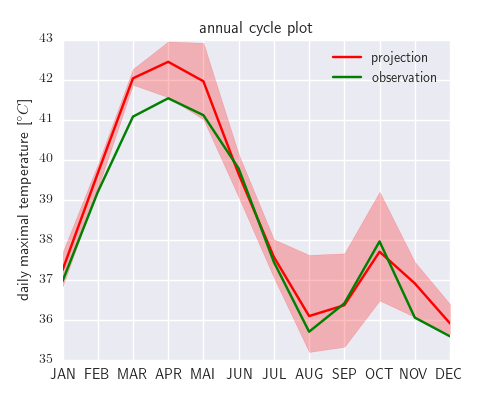 annual cycle plot
projection
observation
daily maximal temperature [°C]
43
42
41
40
39
38
37
36
35
JAN FEB MAR APR MAI JUN JUL AUG SEP OCT NOV DEC